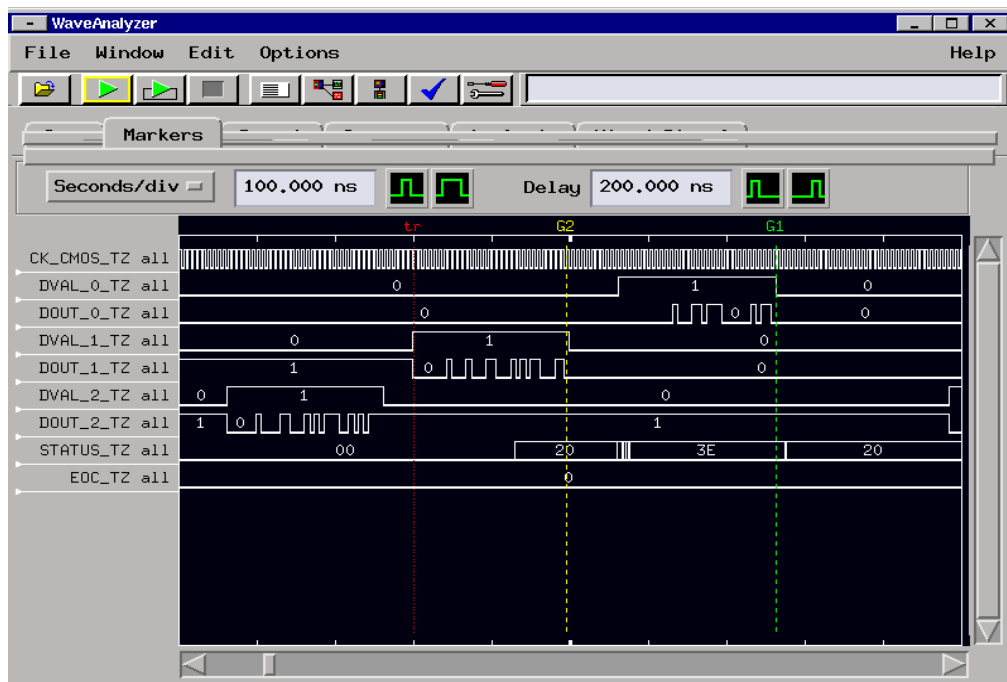 WaveAnalyzer
File Window Edit Options Help
Markers
Seconds/div 100.000 ns Delay 200.000 ns
tr G2 G1
CK_CMOS_TZ all
DVAL_0_TZ all 0 1 0
DOUT_0_TZ all 0 0 0
DVAL_1_TZ all 0 1 0
DOUT_1_TZ all 1 0 0
DVAL_2_TZ all 0 1 0
DOUT_2_TZ all 1 0 1
STATUS_TZ all 00 20 3E 20
EOC_TZ all 0